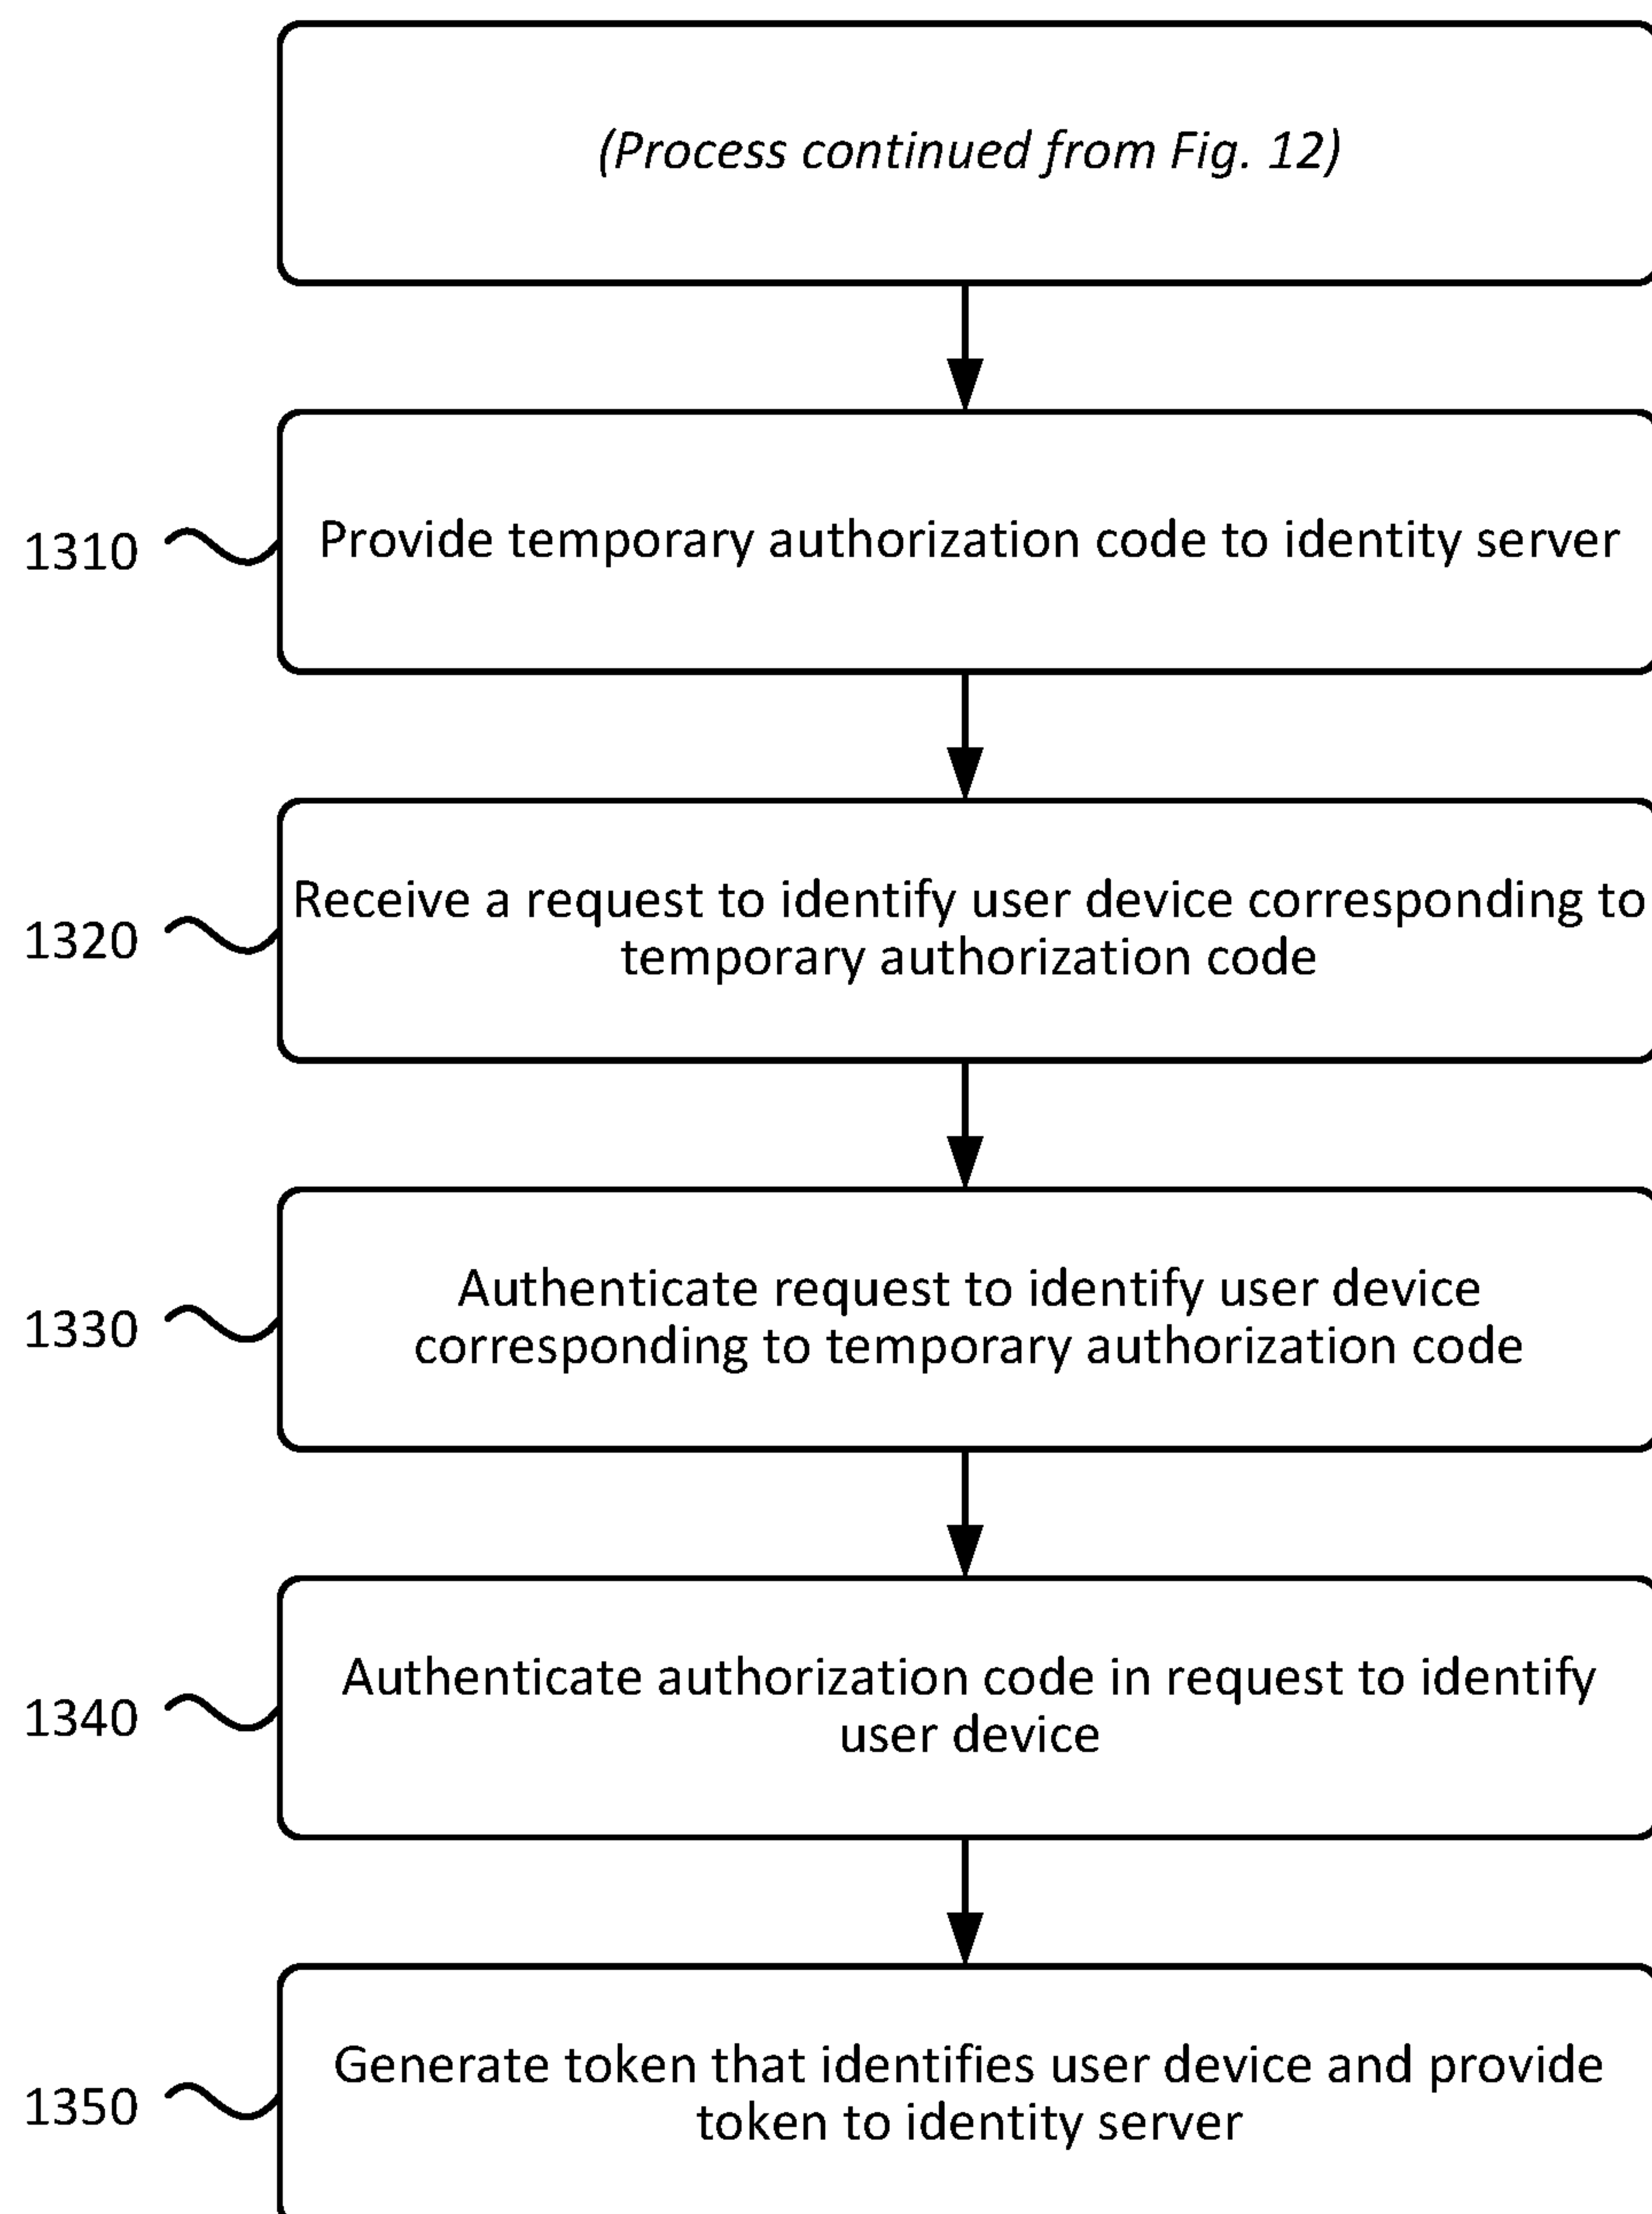 (Process continued from Fig. 12)
1310
Provide temporary authorization code to identity server
1320
Receive a request to identify user device corresponding to
temporary authorization code
1330
Authenticate request to identify user device
corresponding to temporary authorization code
1340
Authenticate authorization code in request to identify
user device
1350
Generate token that identifies user device and provide
token to identity server